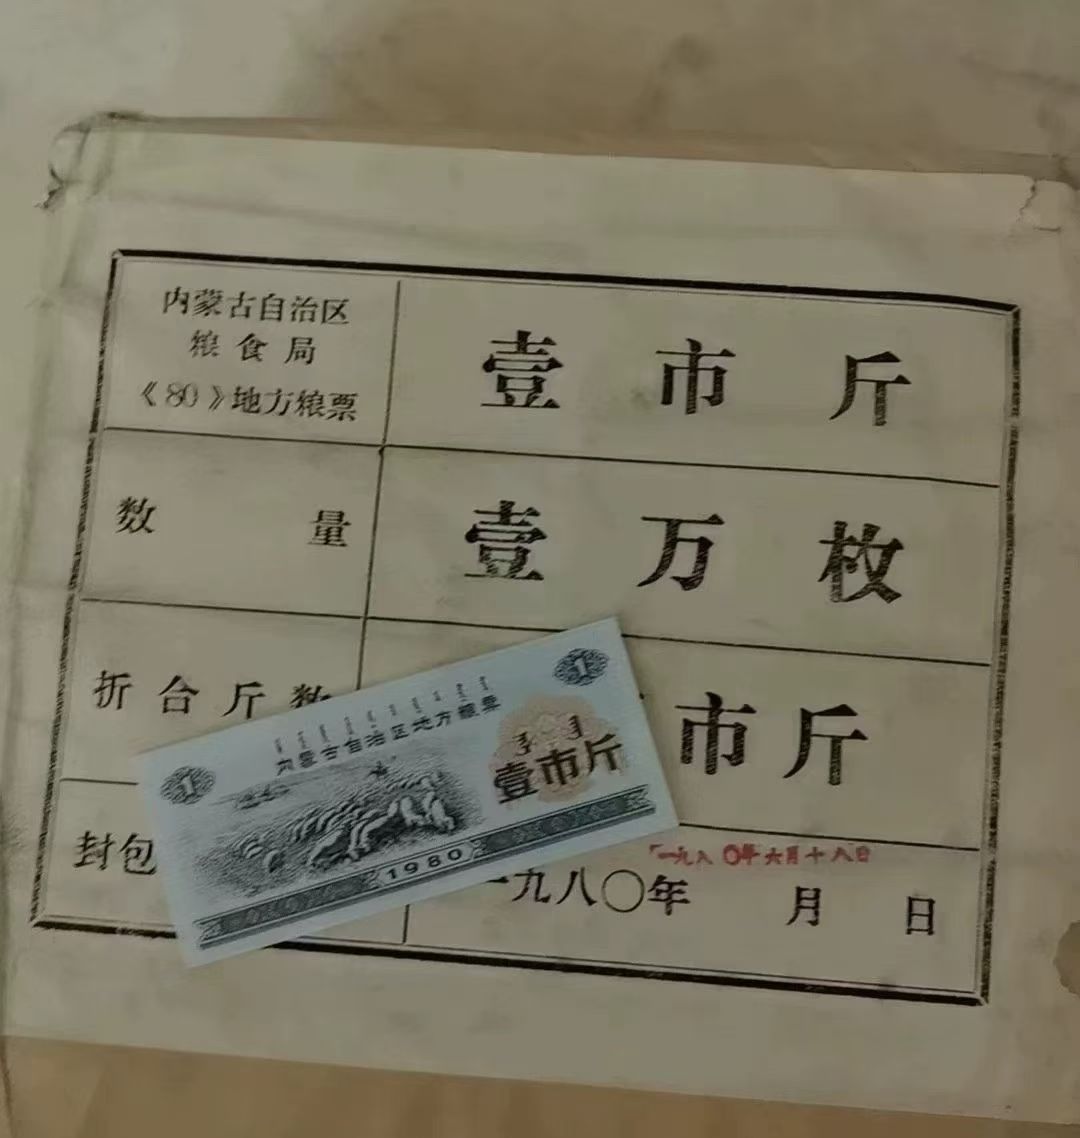 内蒙古自治区
粮食局
《80》地方粮票
壹市斤
数量
壹万枚
折合斤数
市斤
封包
一九八〇年六月十八日
一九八〇年 月 日
1
内蒙古自治区地方粮票
壹市斤
1
1980